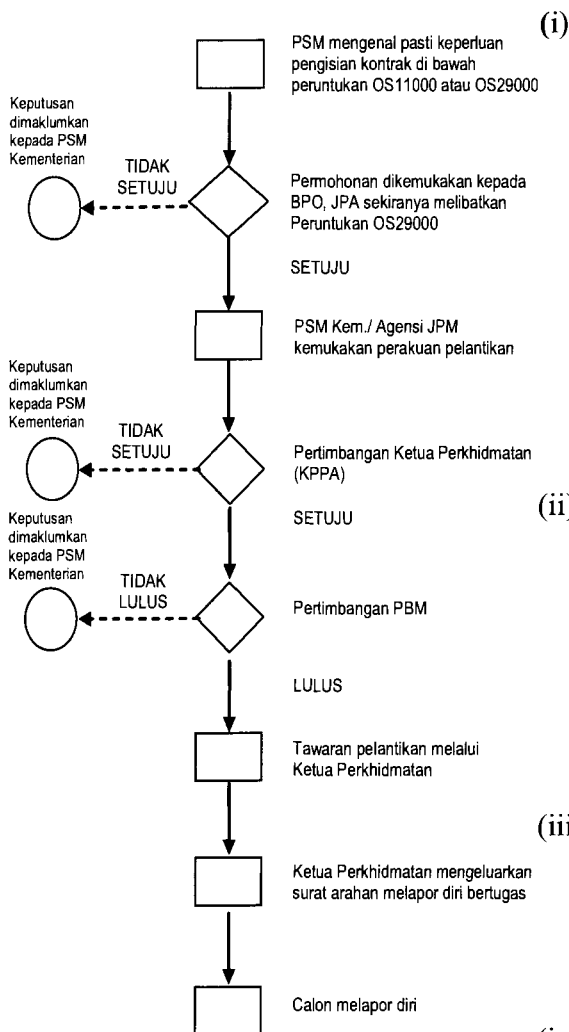 (i)
PSM mengenal pasti keperluan
pengisian kontrak di bawah
peruntukan OS11000 atau OS29000
Keputusan
dimaklumkan
kepada PSM
Kementerian
TIDAK
SETUJU
Permohonan dikemukakan kepada
BPO, JPA sekiranya melibatkan
Peruntukan OS29000
SETUJU
PSM Kem./ Agensi JPM
kemukakan perakuan pelantikan
Keputusan
dimaklumkan
kepada PSM
Kementerian
TIDAK
SETUJU
Pertimbangan Ketua Perkhidmatan
(KPPA)
(ii)
SETUJU
Keputusan
dimaklumkan
kepada PSM
Kementerian
TIDAK
LULUS
Pertimbangan PBM
LULUS
Tawaran pelantikan melalui
Ketua Perkhidmatan
(iii
Ketua Perkhidmatan mengeluarkan
surat arahan melapor diri bertugas
Calon melapor diri